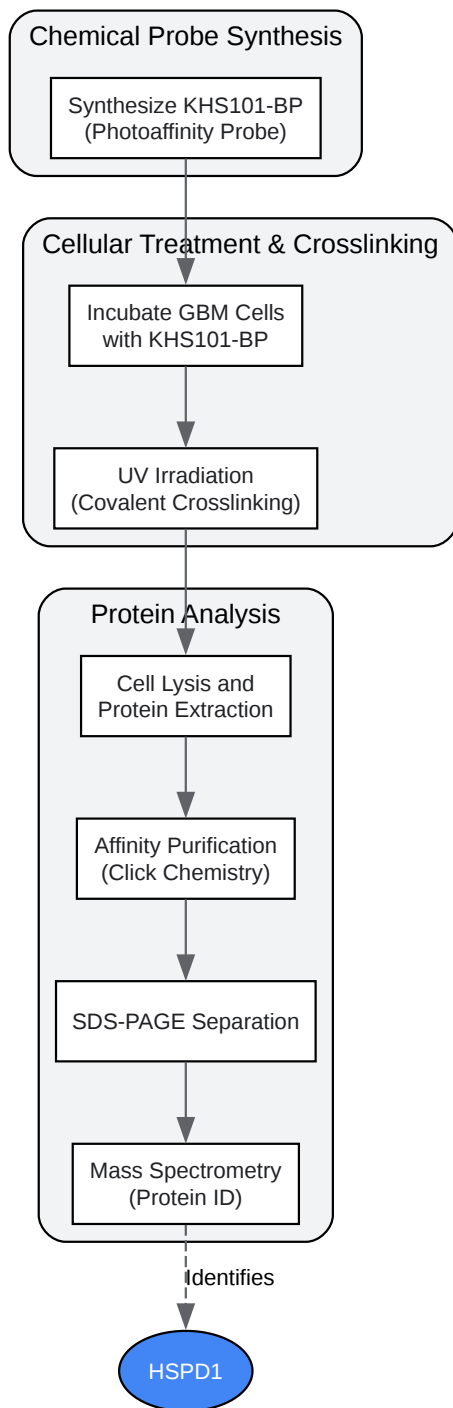 Chemical Probe Synthesis
Synthesize KHS101-BP
(Photoaffinity Probe)
Cellular Treatment & Crosslinking
Incubate GBM Cells
with KHS101-BP
UV Irradiation
(Covalent Crosslinking)
Protein Analysis
Cell Lysis and
Protein Extraction
Affinity Purification
(Click Chemistry)
SDS-PAGE Separation
Mass Spectrometry
(Protein ID)
Identifies
HSPD1